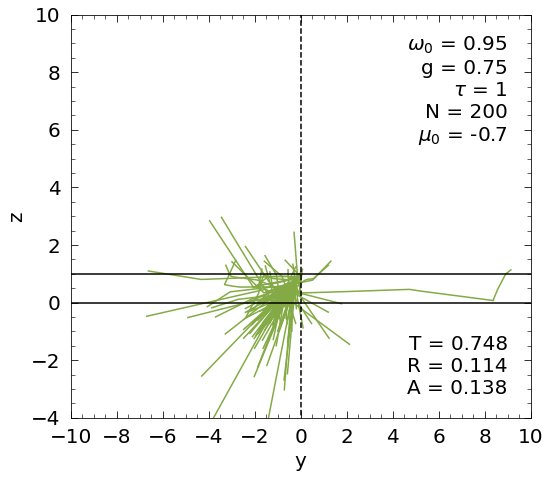 10
8
6
4
2
0
−2
−4
z
ω₀ = 0.95
g = 0.75
τ = 1
N = 200
μ₀ = -0.7
T = 0.748
R = 0.114
A = 0.138
−10 −8 −6 −4 −2 0 2 4 6 8 10
y